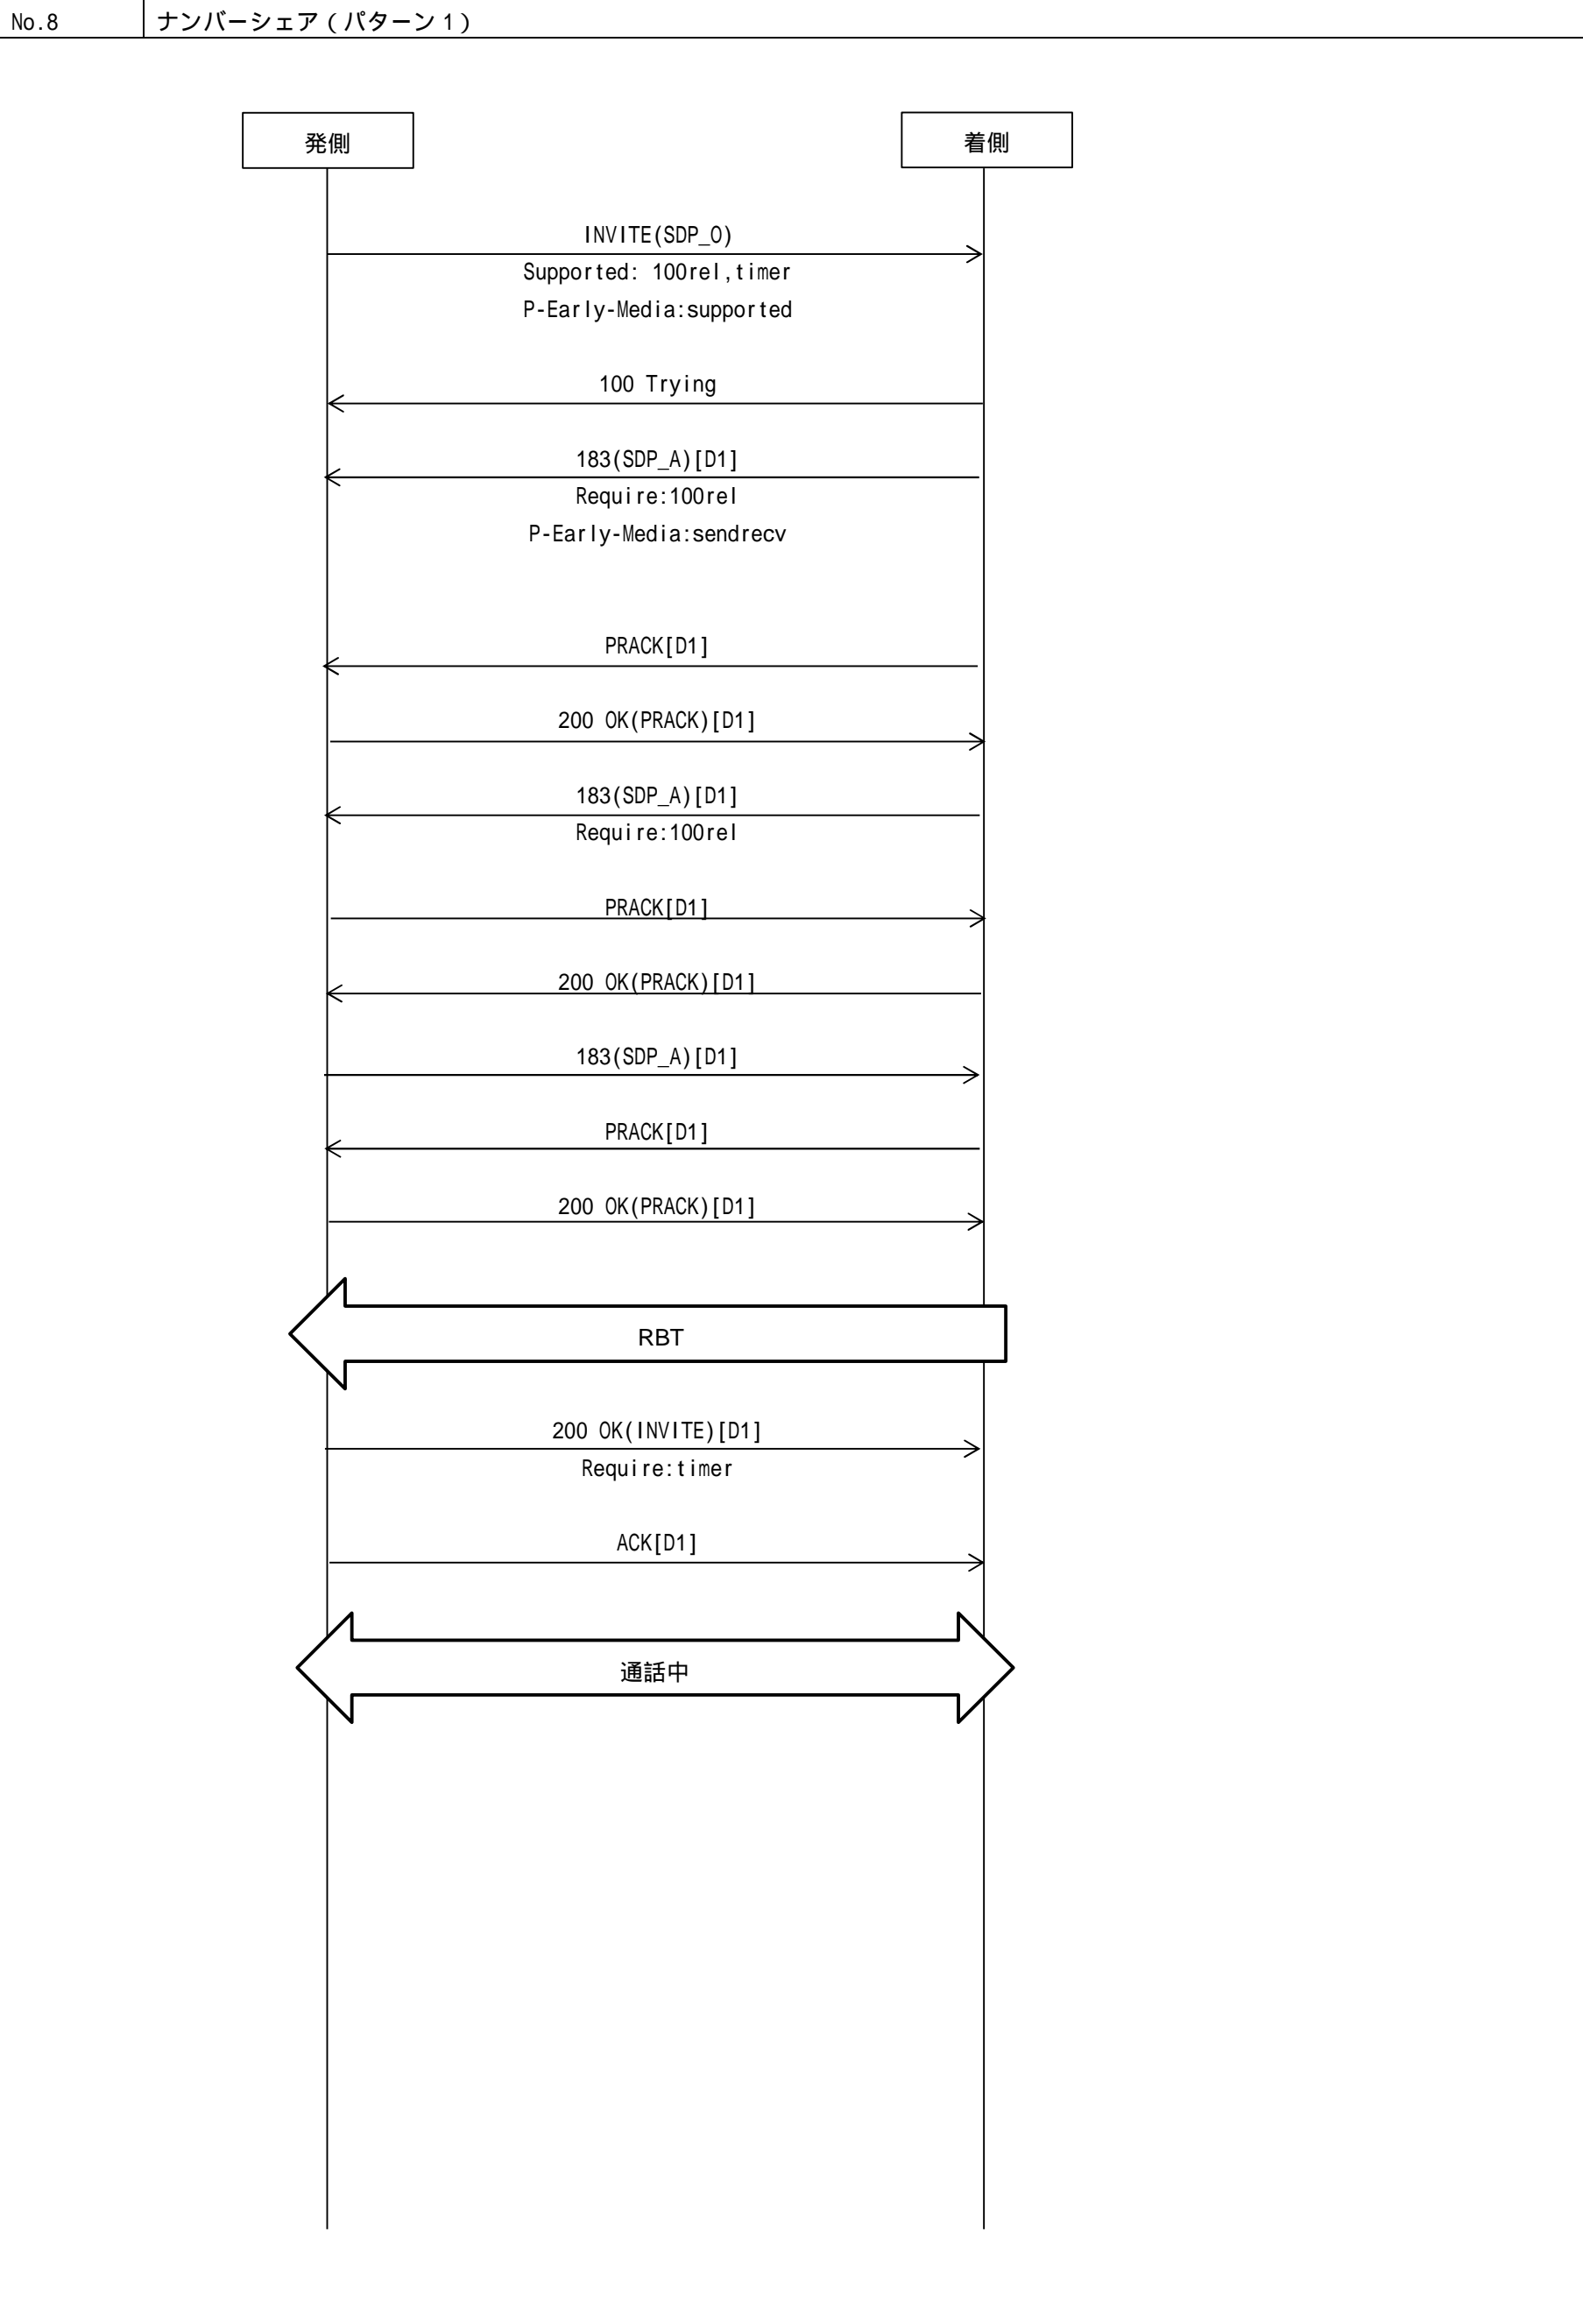 No.8 ナンバーシェア（パターン１）
発側 着側
INVITE(SDP_O)
Supported: 100rel,timer
P-Early-Media:supported
100 Trying
183(SDP_A)[D1]
Require:100rel
P-Early-Media:sendrecv
PRACK[D1]
200 OK(PRACK)[D1]
183(SDP_A)[D1]
Require:100rel
PRACK[D1]
200 OK(PRACK)[D1]
183(SDP_A)[D1]
PRACK[D1]
200 OK(PRACK)[D1]
RBT
200 OK(INVITE)[D1]
Require:timer
ACK[D1]
通話中